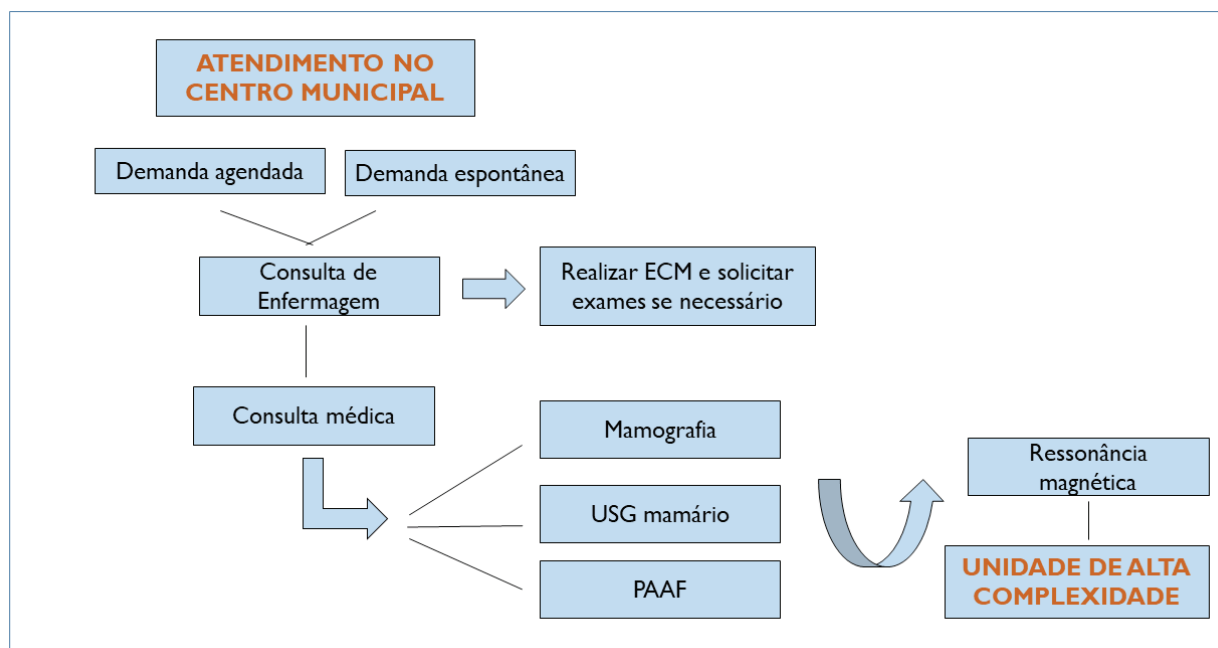 ATENDIMENTO NO
CENTRO MUNICIPAL
Demanda agendada
Demanda espontânea
Consulta de
Enfermagem
Realizar ECM e solicitar
exames se necessário
Consulta médica
Mamografia
USG mamário
PAAF
Ressonância
magnética
UNIDADE DE ALTA
COMPLEXIDADE